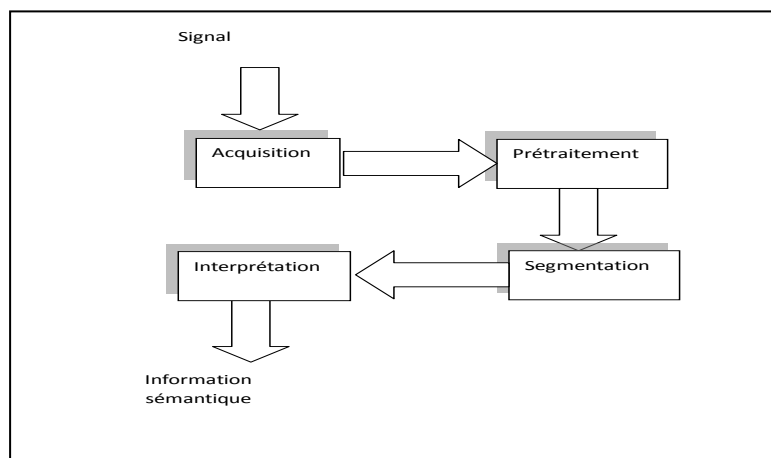 Signal
Acquisition
Prétraitement
Segmentation
Interprétation
Information
sémantique